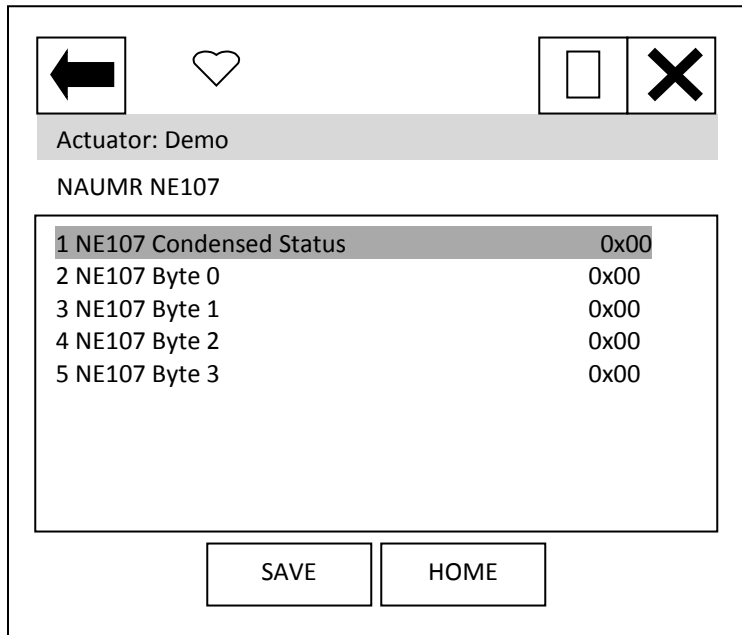 Actuator: Demo
NAUMR NE107
1 NE107 Condensed Status 0x00
2 NE107 Byte 0 0x00
3 NE107 Byte 1 0x00
4 NE107 Byte 2 0x00
5 NE107 Byte 3 0x00
SAVE HOME